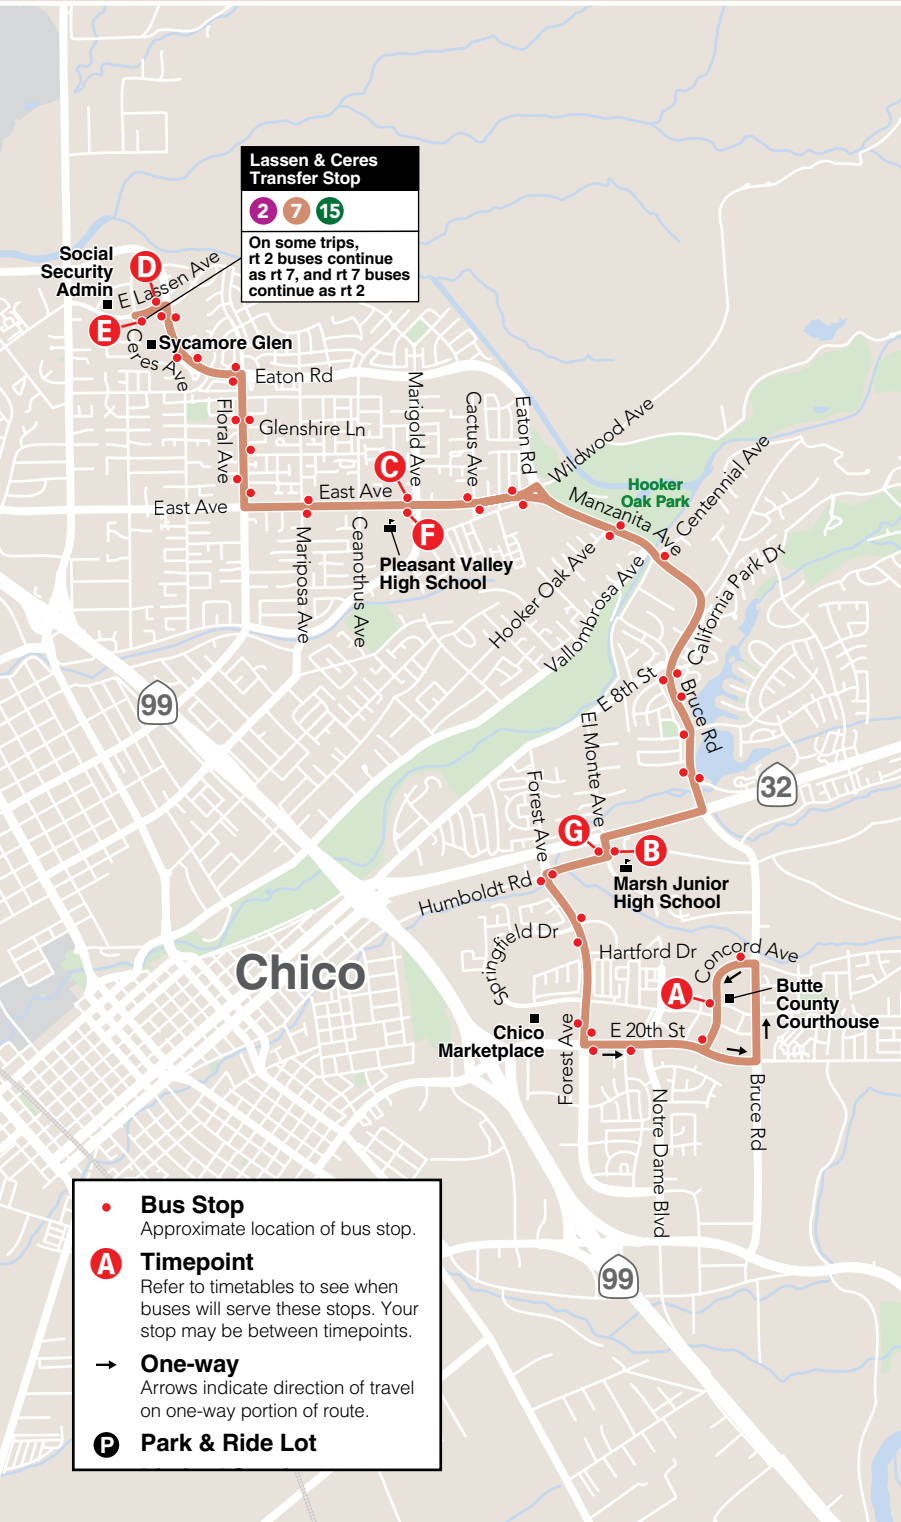 Lassen & Ceres
Transfer Stop
2 7 15
On some trips,
rt 2 buses continue
as rt 7, and rt 7 buses
continue as rt 2
Social
Security
Admin
D
E Lassen Ave
E
Ceres Ave
Sycamore Glen
Eaton Rd
Floral Ave
Glenshire Ln
Marigold Ave
Cactus Ave
Eaton Rd
Wildwood Ave
C
East Ave
East Ave
Hooker
Oak Park
Manzanita Ave
Centennial Ave
F
Mariposa Ave
Ceanothus Ave
Pleasant Valley
High School
Hooker Oak Ave
Vallombrosa Ave
California Park Dr
E 8th St
Bruce Rd
99
El Monte Ave
Forest Ave
32
G
B
Humboldt Rd
Marsh Junior
High School
Springfield Dr
Hartford Dr
Concord Ave
Chico
A
Butte
County
Courthouse
Chico
Marketplace
Forest Ave
E 20th St
Notre Dame Blvd
Bruce Rd
99
Bus Stop
Approximate location of bus stop.
A
Timepoint
Refer to timetables to see when
buses will serve these stops. Your
stop may be between timepoints.
One-way
Arrows indicate direction of travel
on one-way portion of route.
P
Park & Ride Lot